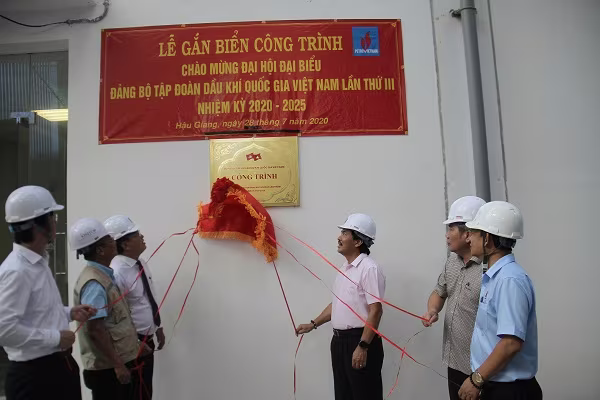 LỄ GẮN BIỂN CÔNG TRÌNH
PETROVIETNAM
CHÀO MỪNG ĐẠI HỘI ĐẠI BIỂU
ĐẢNG BỘ TẬP ĐOÀN DẦU KHÍ QUỐC GIA VIỆT NAM LẦN THỨ III
NHIỆM KỲ 2020 - 2025
Hậu Giang, ngày 28 tháng 7 năm 2020
CÔNG TRÌNH